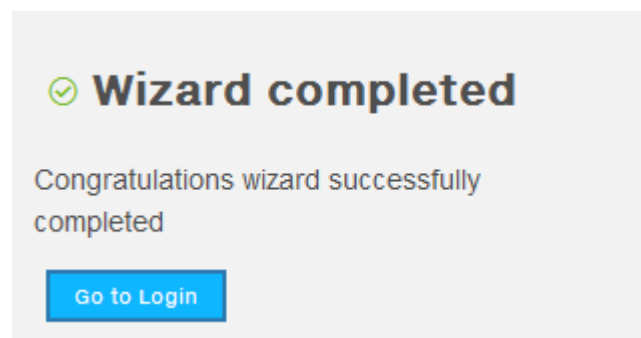 Wizard completed
Congratulations wizard successfully
completed
Go to Login